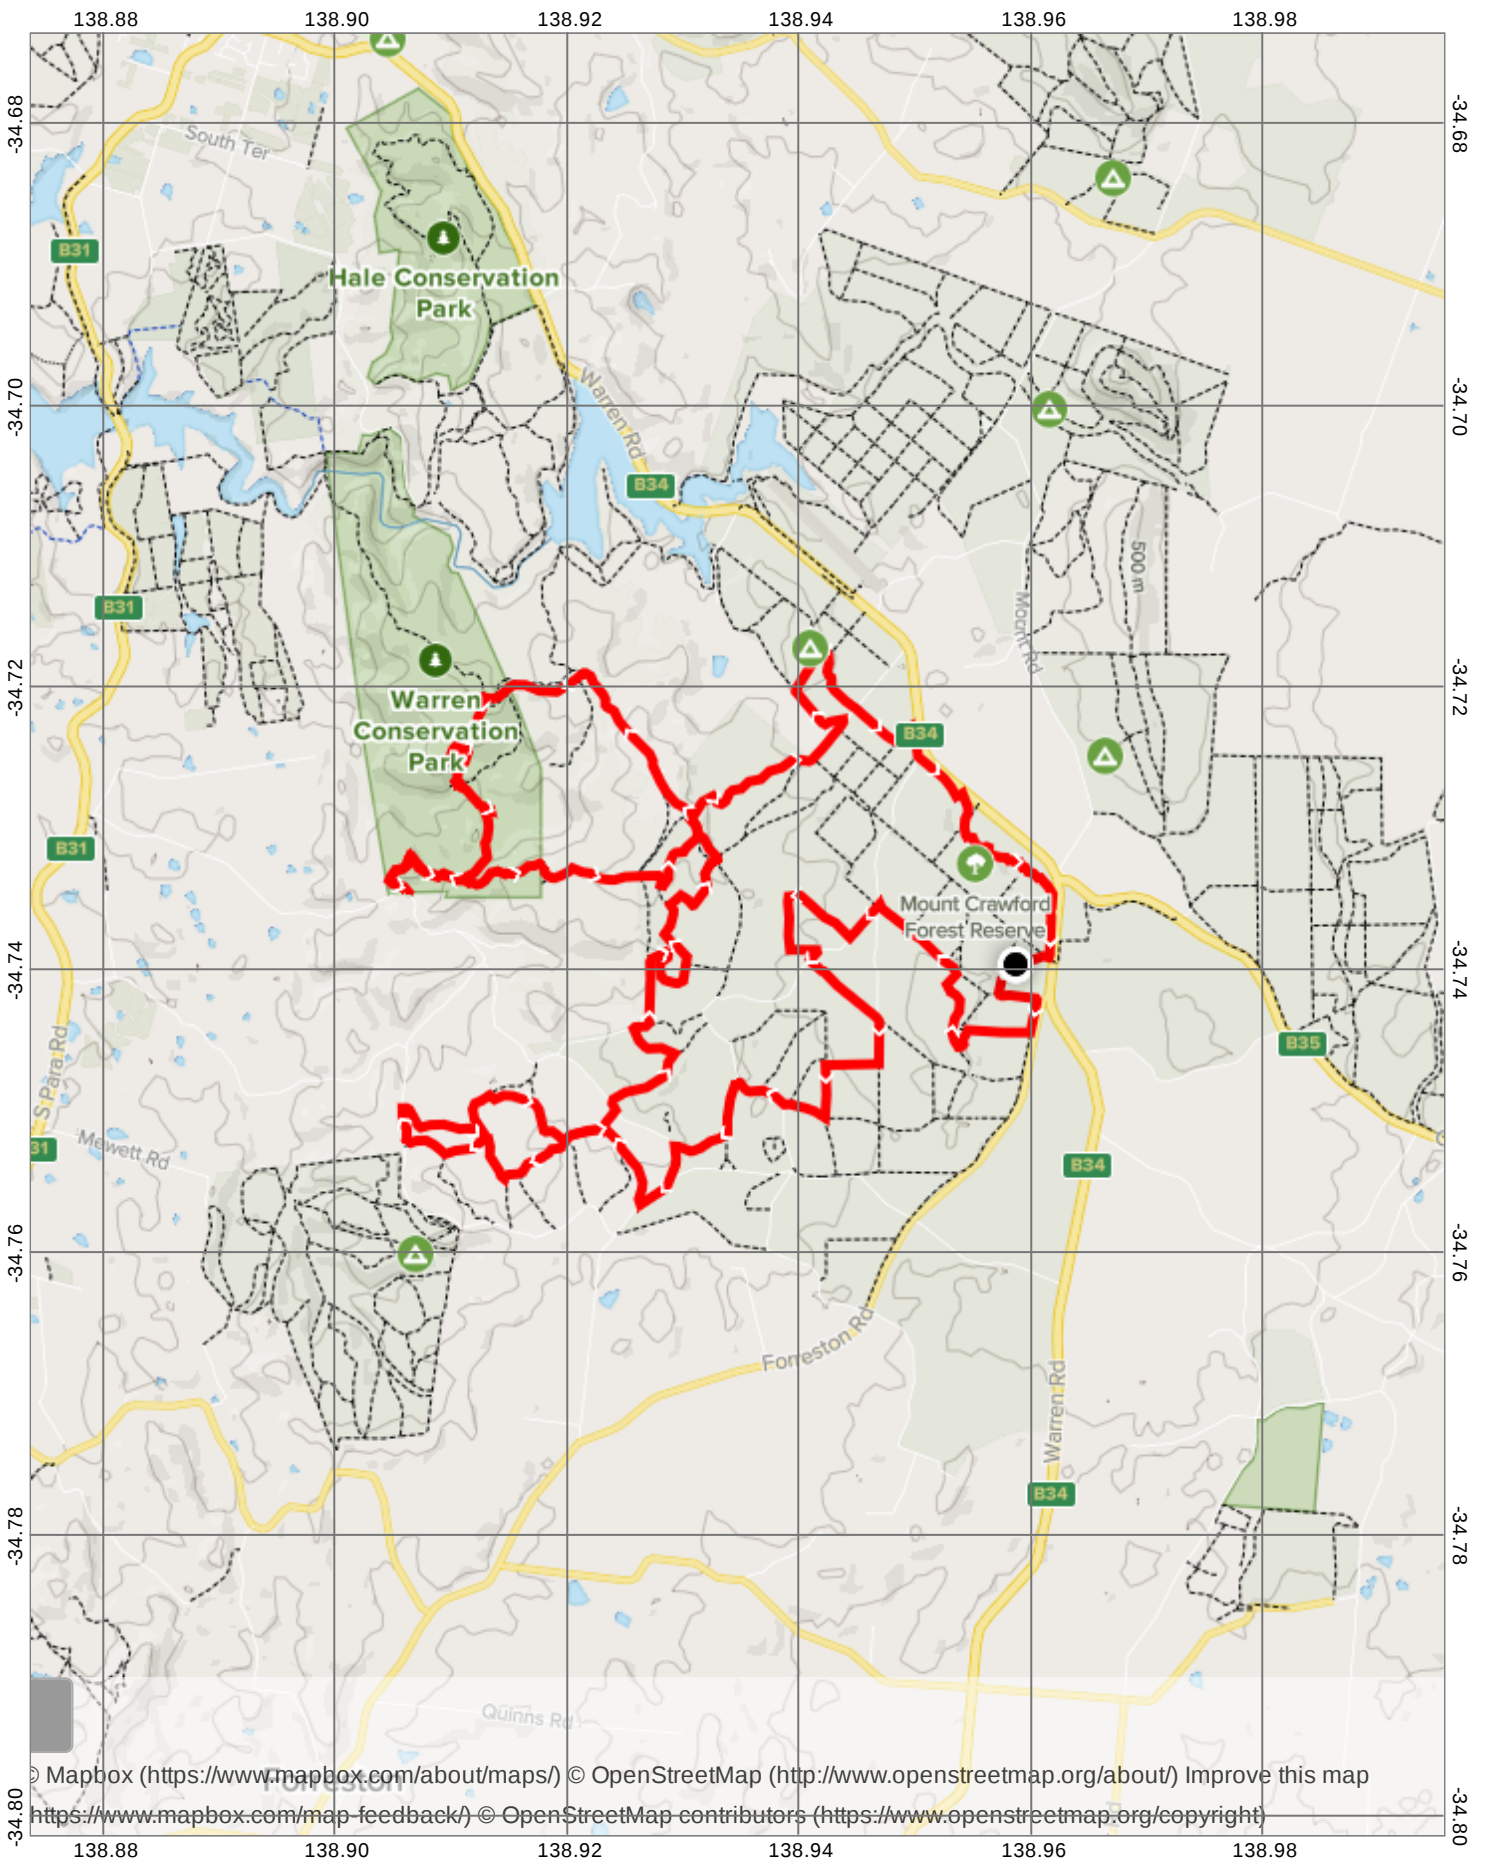 138.88 138.90 138.92 138.94 138.96 138.98
-34.68
-34.68
South Ter
B31
Hale Conservation
Park
Warren Rd
-34.70
-34.70
B34
500 m
B31
Mount Rd
Warren
Conservation
Park
-34.72
-34.72
B34
B31
Mount Crawford
Forest Reserve
-34.74
-34.74
B35
S Para Rd
31
Mewett Rd
B34
-34.76
-34.76
Forreston Rd
Warren Rd
B34
-34.78
-34.78
Quinns Rd
Forreston
© Mapbox (https://www.mapbox.com/about/maps/) © OpenStreetMap (http://www.openstreetmap.org/about/) Improve this map
https://www.mapbox.com/map-feedback/) © OpenStreetMap contributors (https://www.openstreetmap.org/copyright)
-34.80
-34.80
138.88 138.90 138.92 138.94 138.96 138.98